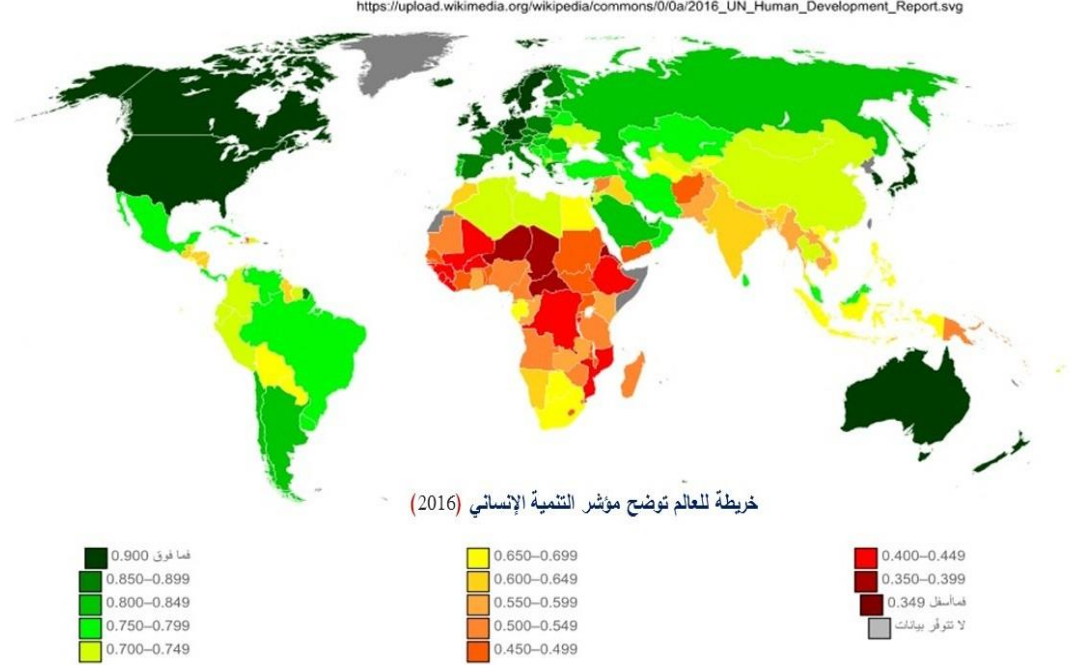 https://upload.wikimedia.org/wikipedia/commons/0/0a/2016_UN_Human_Development_Report.svg
خريطة للعالم توضح مؤشر التنمية الإنساني (2016)
0.900 فما فوق
0.850–0.899
0.800–0.849
0.750–0.799
0.700–0.749
0.650–0.699
0.600–0.649
0.550–0.599
0.500–0.549
0.450–0.499
0.400–0.449
0.350–0.399
0.349 فماأسفل
لا تتوفّر بيانات